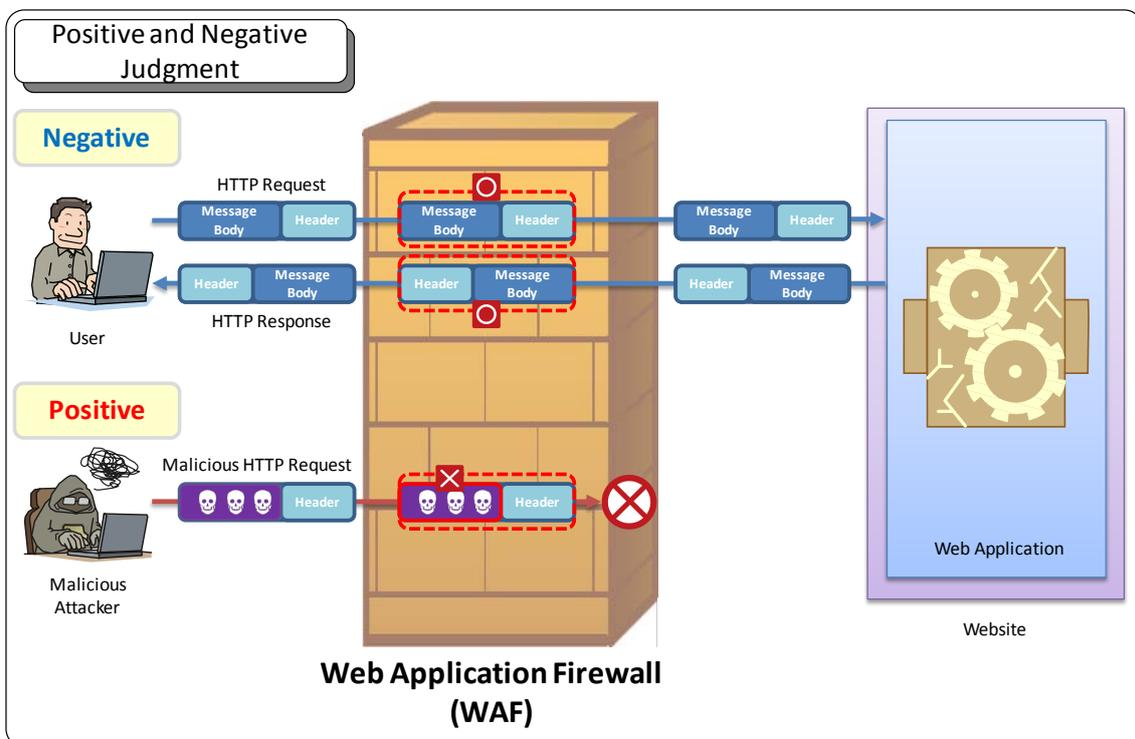 Positive and Negative
Judgment
Negative
HTTP Request
Message
Body
Header
Message
Body
Header
Message
Body
Header
Header
Message
Body
Header
Message
Body
Header
Message
Body
HTTP Response
User
Positive
Malicious HTTP Request
Header
Header
Malicious
Attacker
Web Application
Website
Web Application Firewall
(WAF)